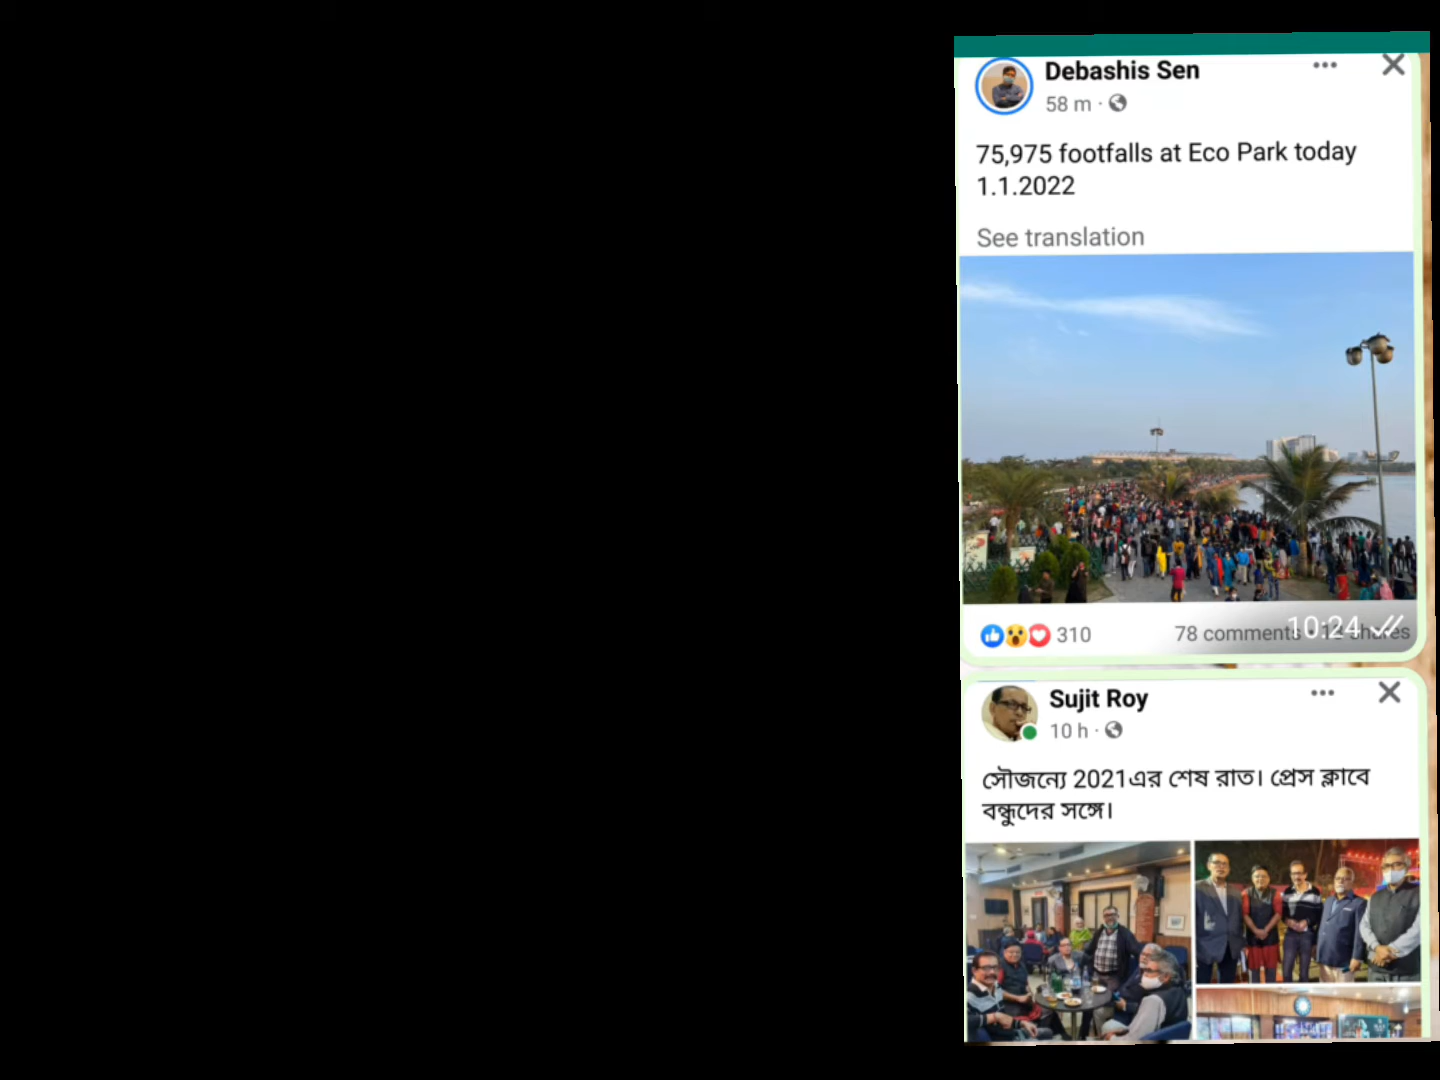 Debashis Sen
58 m ·
75,975 footfalls at Eco Park today
1.1.2022
See translation
310
78 comments · shares
10:24
Sujit Roy
10 h ·
সৌজন্যে 2021এর শেষ রাত। প্রেস ক্লাবে
বন্ধুদের সঙ্গে।